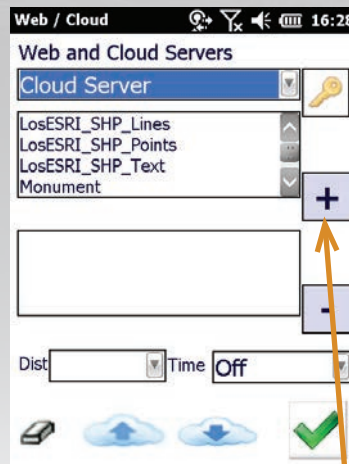 Web / Cloud 16:28
Web and Cloud Servers
Cloud Server
LosESRI_SHP_Lines
LosESRI_SHP_Points
LosESRI_SHP_Text
Monument
+
-
Dist Time Off